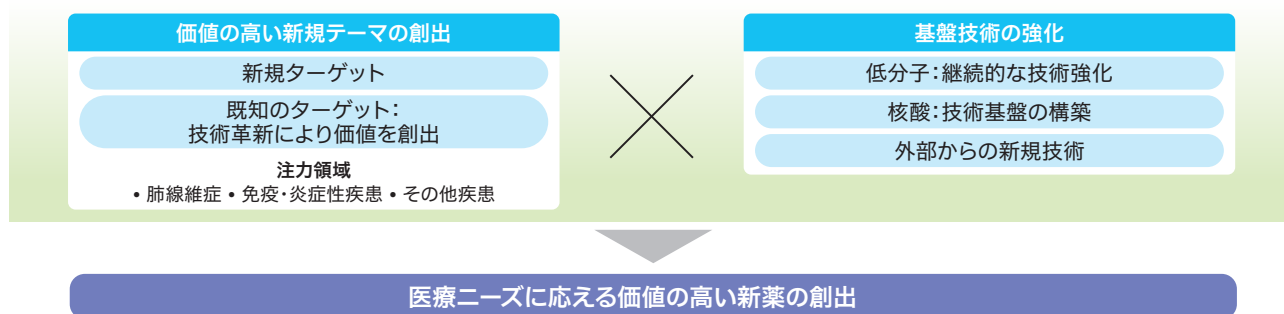 価値の高い新規テーマの創出
新規ターゲット
既知のターゲット：
技術革新により価値を創出
注力領域
• 肺線維症 • 免疫・炎症性疾患 • その他疾患
基盤技術の強化
低分子：継続的な技術強化
核酸：技術基盤の構築
外部からの新規技術
医療ニーズに応える価値の高い新薬の創出